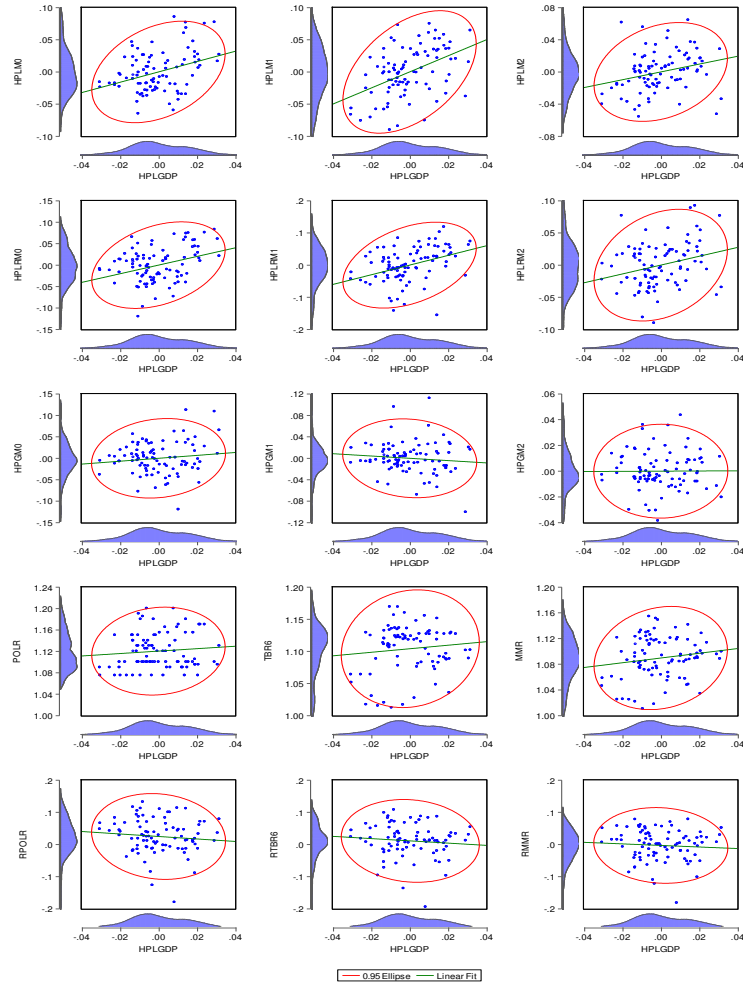 .10
.05
.00
-.05
-.10
HPLM0
-.04 -.02 .00 .02 .04
HPLGDP
.10
.05
.00
-.05
-.10
HPLM1
-.04 -.02 .00 .02 .04
HPLGDP
.08
.04
.00
-.04
-.08
HPLM2
-.04 -.02 .00 .02 .04
HPLGDP
.15
.10
.05
.00
-.05
-.10
-.15
HPLRM0
-.04 -.02 .00 .02 .04
HPLGDP
.2
.1
.0
-.1
-.2
HPLRM1
-.04 -.02 .00 .02 .04
HPLGDP
.10
.05
.00
-.05
-.10
HPLRM2
-.04 -.02 .00 .02 .04
HPLGDP
.15
.10
.05
.00
-.05
-.10
-.15
HPGM0
-.04 -.02 .00 .02 .04
HPLGDP
.12
.08
.04
.00
-.04
-.08
-.12
HPGM1
-.04 -.02 .00 .02 .04
HPLGDP
.06
.04
.02
.00
-.02
-.04
HPGM2
-.04 -.02 .00 .02 .04
HPLGDP
1.24
1.20
1.16
1.12
1.08
1.04
1.00
POLR
-.04 -.02 .00 .02 .04
HPLGDP
1.20
1.15
1.10
1.05
1.00
TBR6
-.04 -.02 .00 .02 .04
HPLGDP
1.20
1.16
1.12
1.08
1.04
1.00
MMR
-.04 -.02 .00 .02 .04
HPLGDP
.2
.1
.0
-.1
-.2
RPOLR
-.04 -.02 .00 .02 .04
HPLGDP
.2
.1
.0
-.1
-.2
RTBR6
-.04 -.02 .00 .02 .04
HPLGDP
.2
.1
.0
-.1
-.2
RMMR
-.04 -.02 .00 .02 .04
HPLGDP
0.95 Ellipse Linear Fit